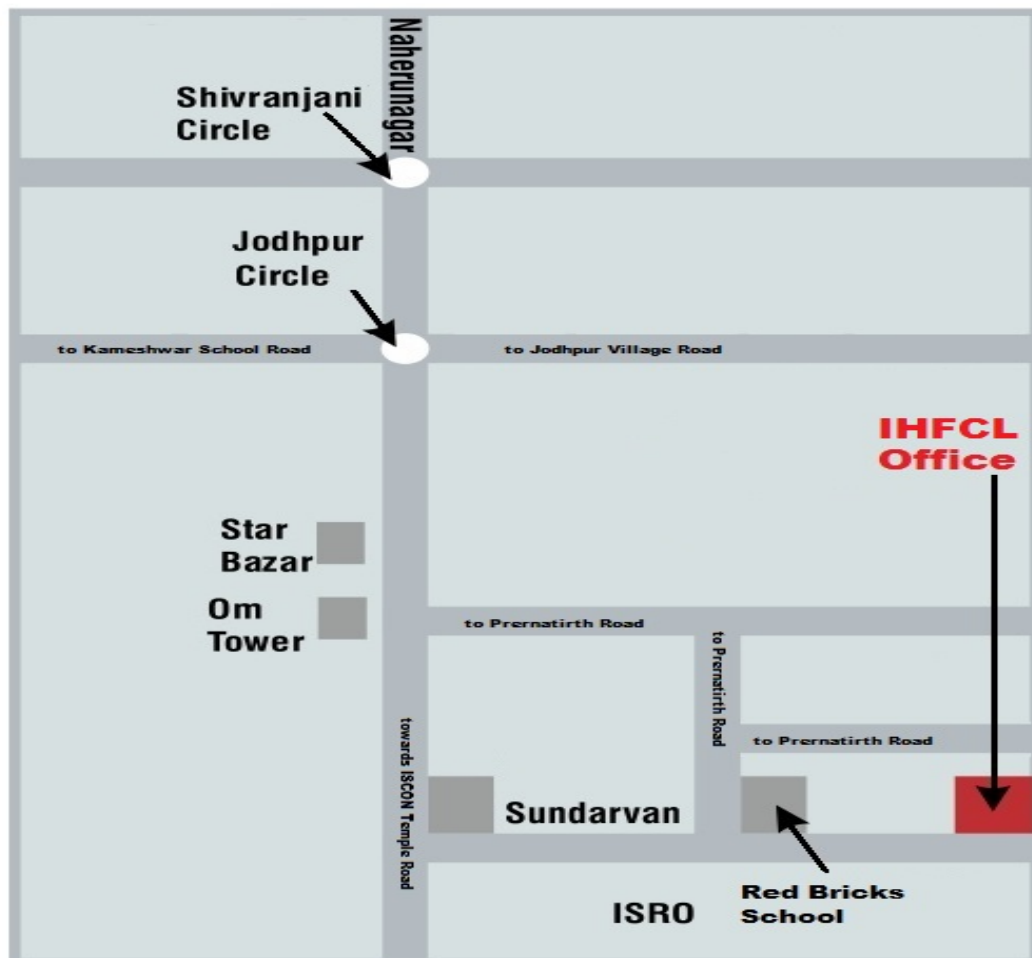 Naherunagar
Shivranjani
Circle
Jodhpur
Circle
to Kameshwar School Road
to Jodhpur Village Road
IHFCL
Office
Star
Bazar
Om
Tower
to Prernatirth Road
to Prernatirth Road
towards ISCON Temple Road
to Prernatirth Road
Sundarvan
Red Bricks
School
ISRO